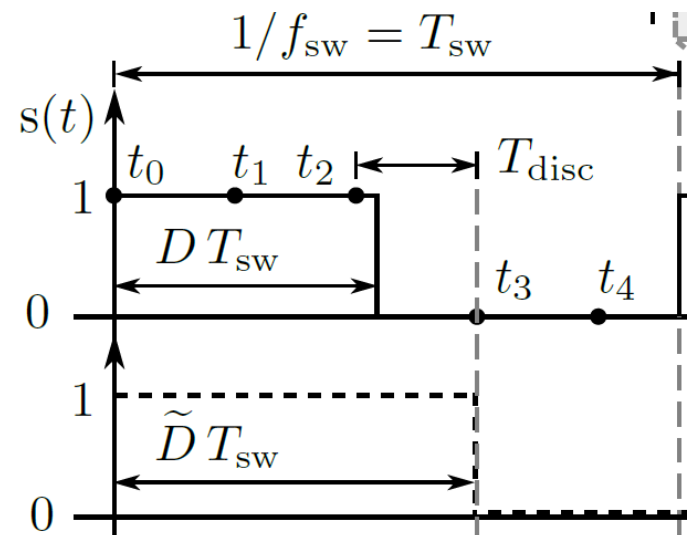 1/f_sw = T_sw
s(t)
t_0 t_1 t_2 T_disc
1
D T_sw
t_3 t_4
0
1
D̃ T_sw
0